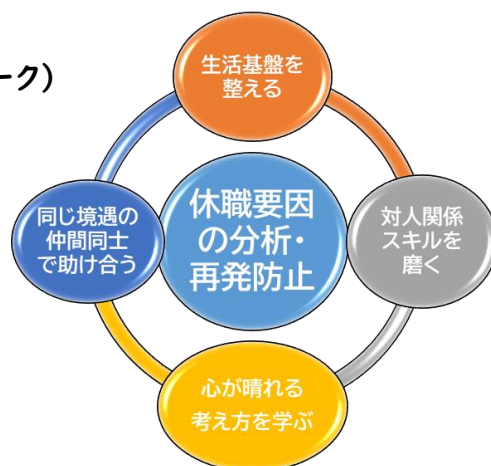 ーク)
生活基盤を
整える
同じ境遇の
仲間同士
で助け合う
休職要因
の分析・
再発防止
対人関係
スキルを
磨く
心が晴れる
考え方を学ぶ